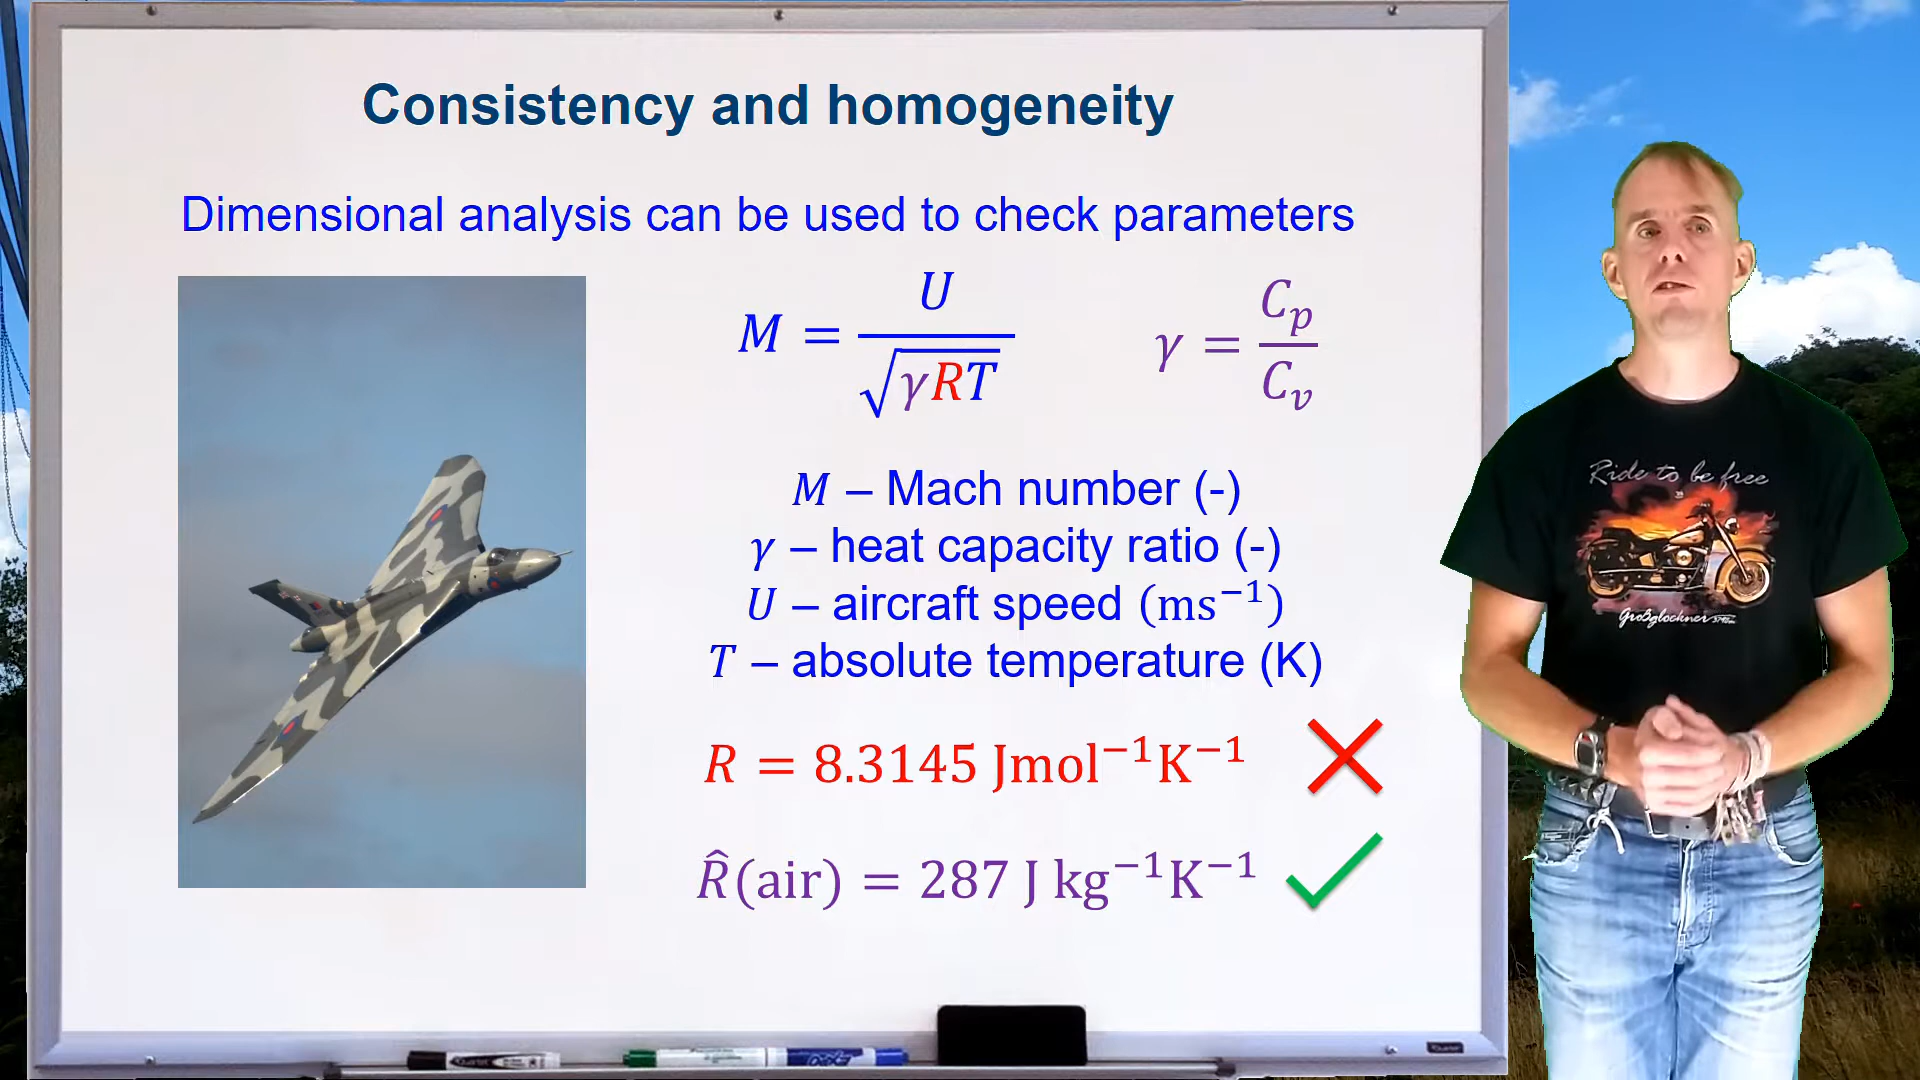 Consistency and homogeneity
Dimensional analysis can be used to check parameters
M = U / √γRT
γ = Cₚ / Cᵥ
M – Mach number (-)
γ – heat capacity ratio (-)
U – aircraft speed (ms⁻¹)
T – absolute temperature (K)
R = 8.3145 Jmol⁻¹K⁻¹
R̂(air) = 287 J kg⁻¹K⁻¹
Ride to be free
Großglockner